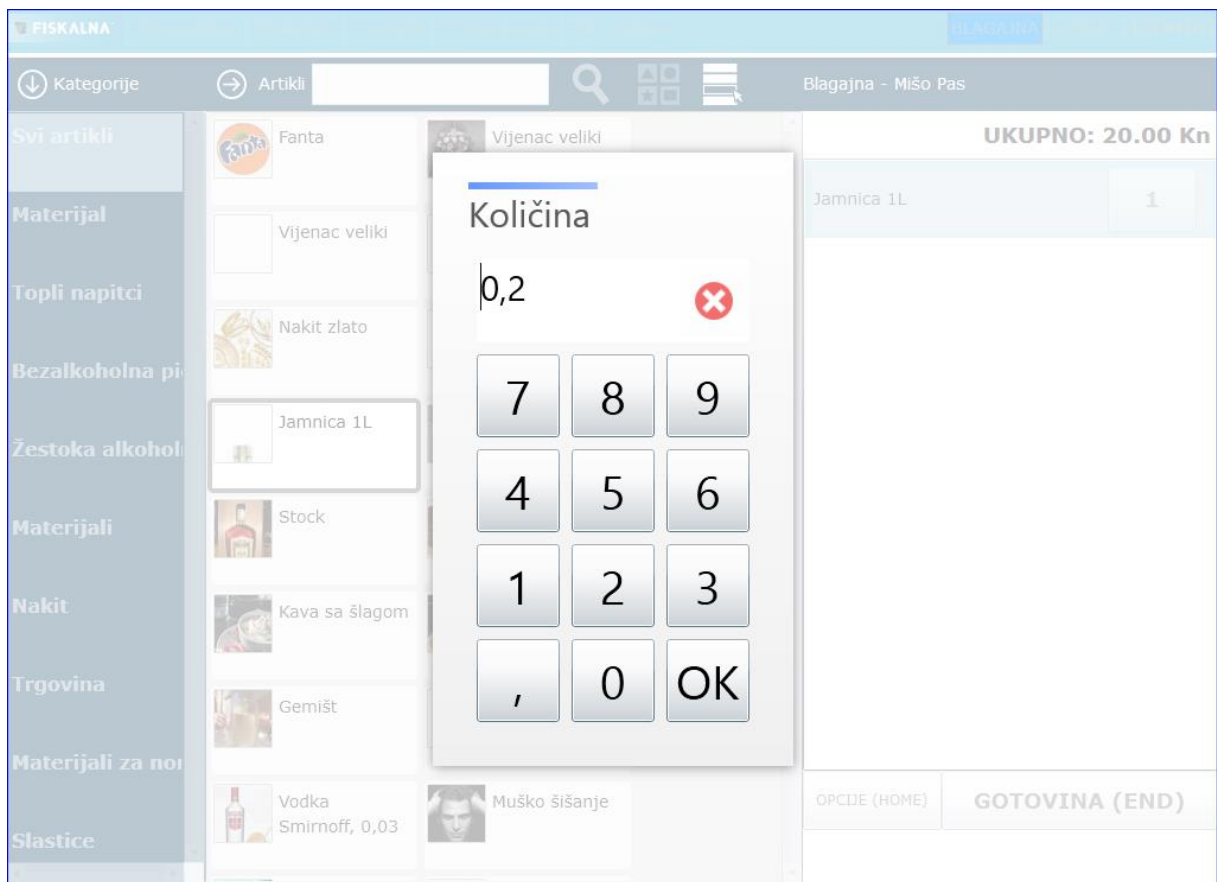 FISKALNA
BLAGAJNA
Kategorije
Artikli
Blagajna - Mišo Pas
Svi artikli
Materijal
Topli napitci
Bezalkoholna pi
Žestoka alkohol
Materijali
Nakit
Trgovina
Materijali za nor
Slastice
Fanta
Vijenac veliki
Vijenac veliki
Nakit zlato
Jamnica 1L
Stock
Kava sa šlagom
Gemišt
Vodka
Smirnoff, 0,03
Muško šišanje
Količina
0,2
7 8 9
4 5 6
1 2 3
, 0 OK
UKUPNO: 20.00 Kn
Jamnica 1L 1
OPCIJE (HOME)
GOTOVINA (END)